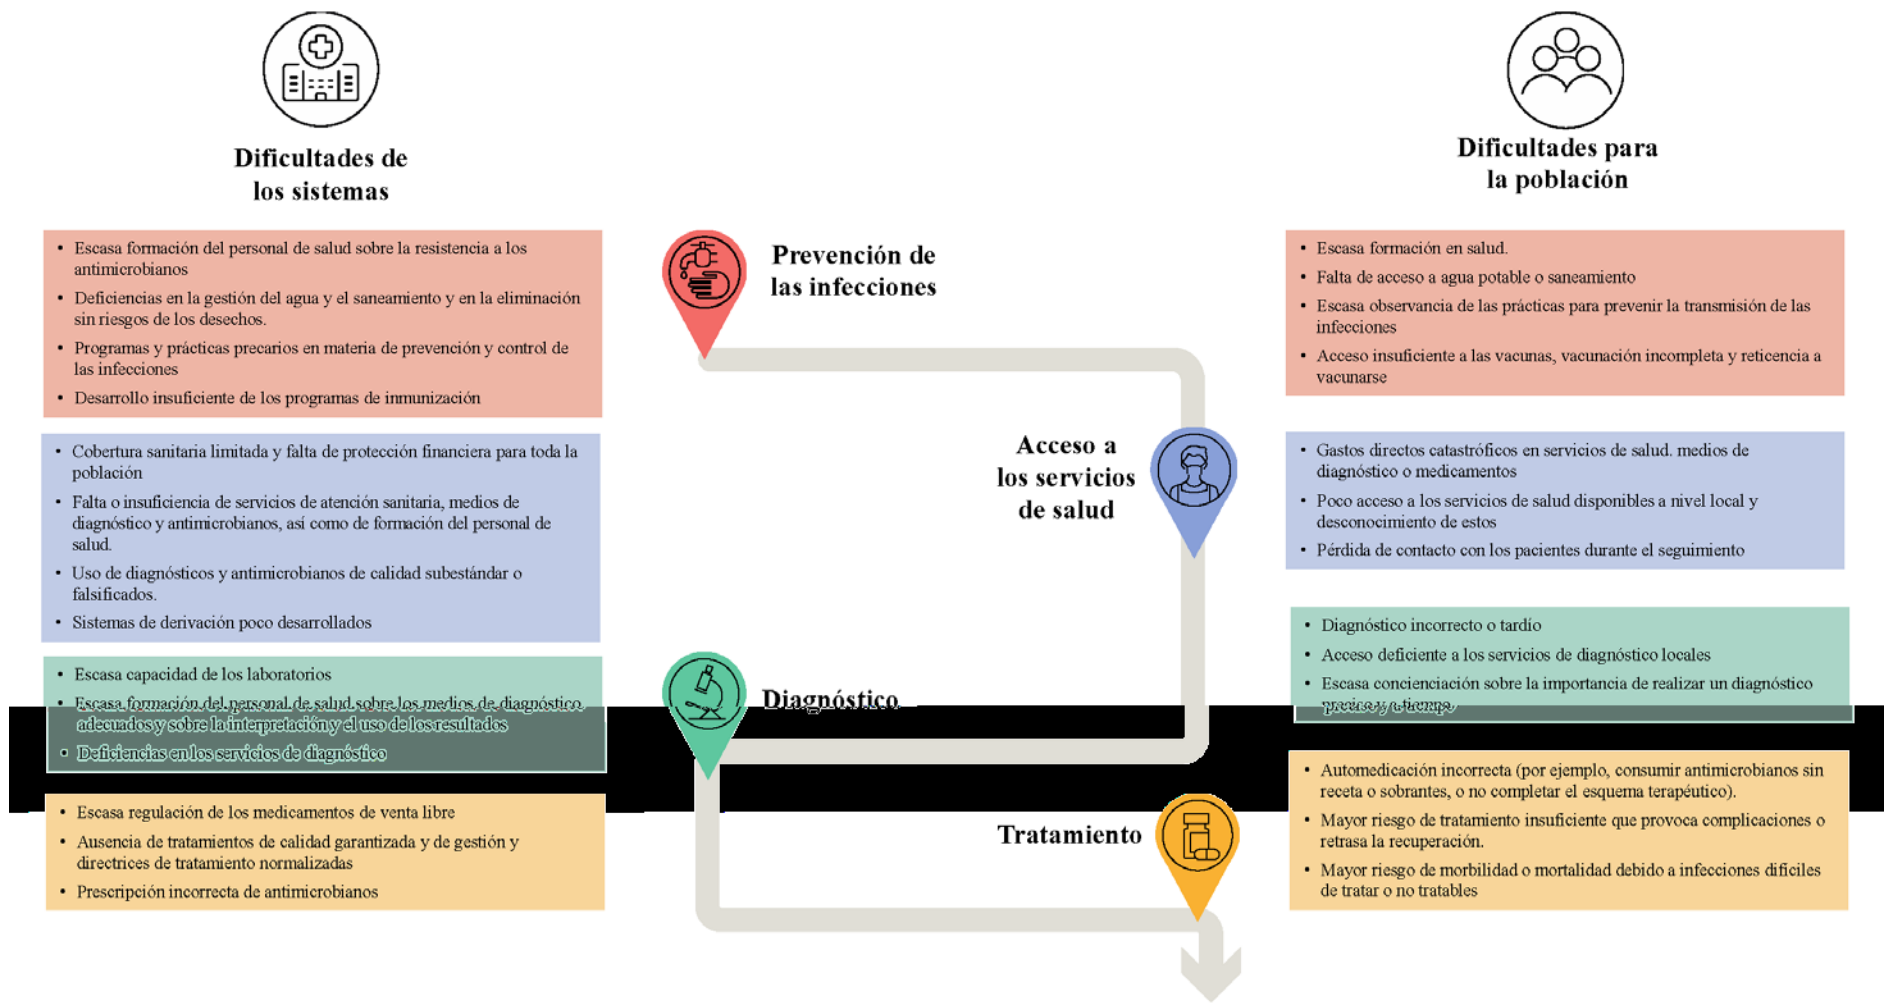 Dificultades de
los sistemas
• Escasa formación del personal de salud sobre la resistencia a los
antimicrobianos
• Deficiencias en la gestión del agua y el saneamiento y en la eliminación
sin riesgos de los desechos.
• Programas y prácticas precarios en materia de prevención y control de
las infecciones
• Desarrollo insuficiente de los programas de inmunización
• Cobertura sanitaria limitada y falta de protección financiera para toda la
población
• Falta o insuficiencia de servicios de atención sanitaria, medios de
diagnóstico y antimicrobianos, así como de formación del personal de
salud.
• Uso de diagnósticos y antimicrobianos de calidad subestándar o
falsificados.
• Sistemas de derivación poco desarrollados
• Escasa capacidad de los laboratorios
• Escasa formación del personal de salud sobre los medios de diagnóstico
adecuados y sobre la interpretación y el uso de los resultados
• Deficiencias en los servicios de diagnóstico
• Escasa regulación de los medicamentos de venta libre
• Ausencia de tratamientos de calidad garantizada y de gestión y
directrices de tratamiento normalizadas
• Prescripción incorrecta de antimicrobianos
Prevención de
las infecciones
Acceso a
los servicios
de salud
Diagnóstico
Tratamiento
Dificultades para
la población
• Escasa formación en salud.
• Falta de acceso a agua potable o saneamiento
• Escasa observancia de las prácticas para prevenir la transmisión de las
infecciones
• Acceso insuficiente a las vacunas, vacunación incompleta y reticencia a
vacunarse
• Gastos directos catastróficos en servicios de salud. medios de
diagnóstico o medicamentos
• Poco acceso a los servicios de salud disponibles a nivel local y
desconocimiento de estos
• Pérdida de contacto con los pacientes durante el seguimiento
• Diagnóstico incorrecto o tardío
• Acceso deficiente a los servicios de diagnóstico locales
• Escasa concienciación sobre la importancia de realizar un diagnóstico
preciso y a tiempo
• Automedicación incorrecta (por ejemplo, consumir antimicrobianos sin
receta o sobrantes, o no completar el esquema terapéutico).
• Mayor riesgo de tratamiento insuficiente que provoca complicaciones o
retrasa la recuperación.
• Mayor riesgo de morbilidad o mortalidad debido a infecciones difíciles
de tratar o no tratables